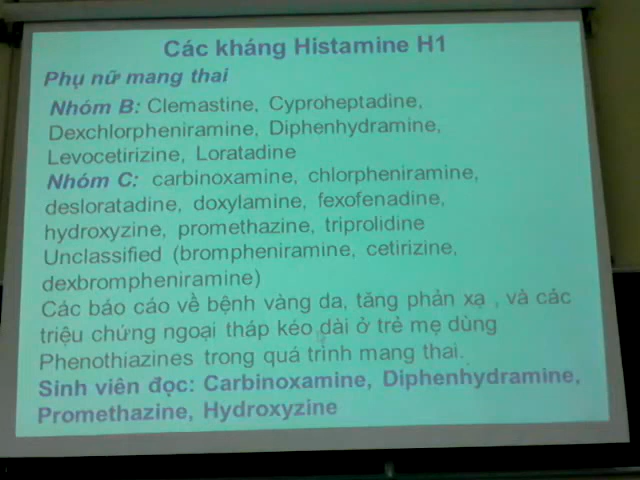 Các kháng Histamine H1
Phụ nữ mang thai
Nhóm B: Clemastine, Cyproheptadine,
Dexchlorpheniramine, Diphenhydramine,
Levocetirizine, Loratadine
Nhóm C: carbinoxamine, chlorpheniramine,
desloratadine, doxylamine, fexofenadine,
hydroxyzine, promethazine, triprolidine
Unclassified (brompheniramine, cetirizine,
dexbrompheniramine)
Các báo cáo về bệnh vàng da, tăng phản xạ , và các
triệu chứng ngoại tháp kéo dài ở trẻ mẹ dùng
Phenothiazines trong quá trình mang thai.
Sinh viên đọc: Carbinoxamine, Diphenhydramine,
Promethazine, Hydroxyzine